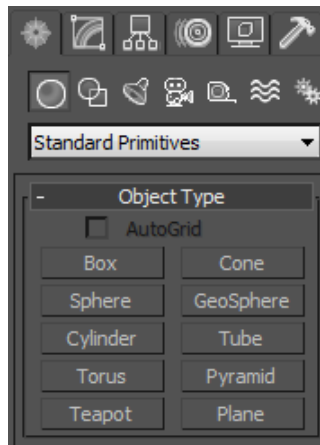 Standard Primitives
- Object Type
AutoGrid
Box Cone
Sphere GeoSphere
Cylinder Tube
Torus Pyramid
Teapot Plane